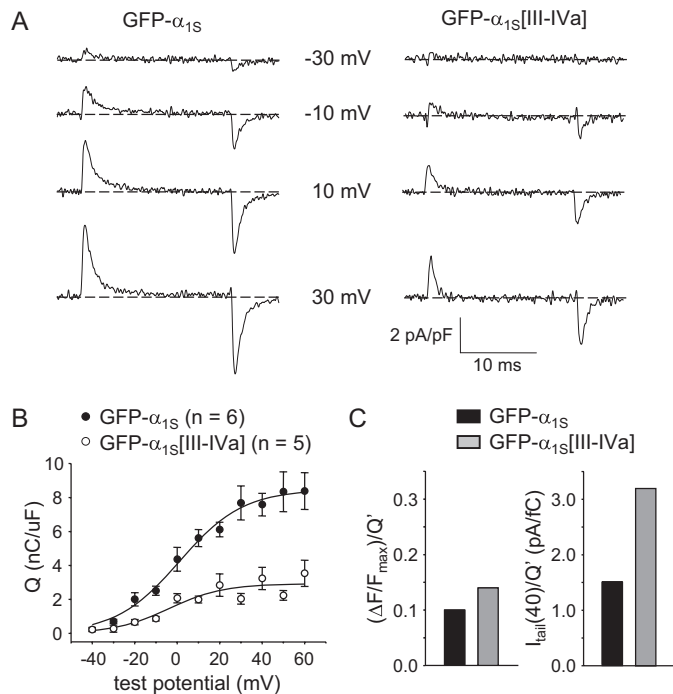 A
GFP-α1S
GFP-α1S[III-IVa]
-30 mV
-10 mV
10 mV
30 mV
2 pA/pF
10 ms
B
GFP-α1S (n = 6)
GFP-α1S[III-IVa] (n = 5)
Q (nC/uF)
10
8
6
4
2
0
-40 -20 0 20 40 60
test potential (mV)
C
GFP-α1S
GFP-α1S[III-IVa]
(ΔF/Fmax)/Q'
0.3
0.2
0.1
0.0
Itail(40)/Q' (pA/fC)
3.0
1.5
0.0